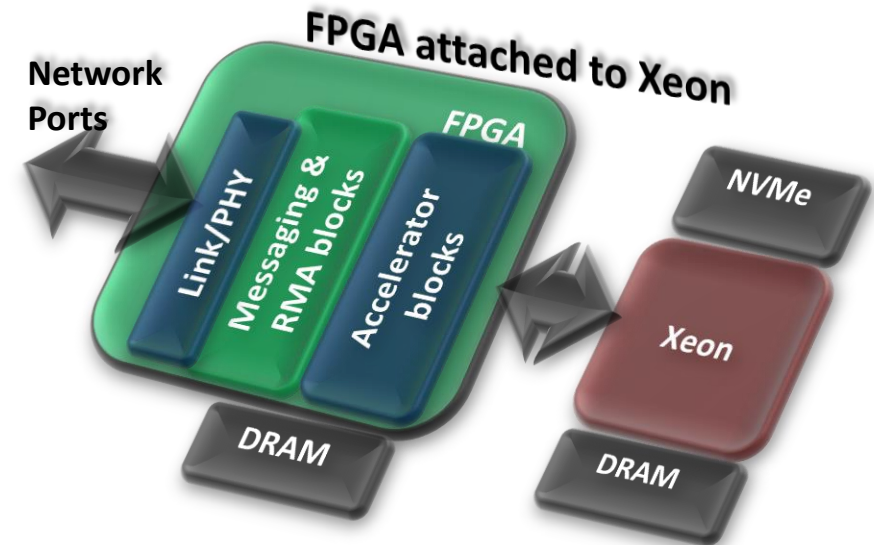 FPGA attached to Xeon
Network
Ports
FPGA
Link/PHY
Messaging &
RMA blocks
Accelerator
blocks
DRAM
NVMe
Xeon
DRAM